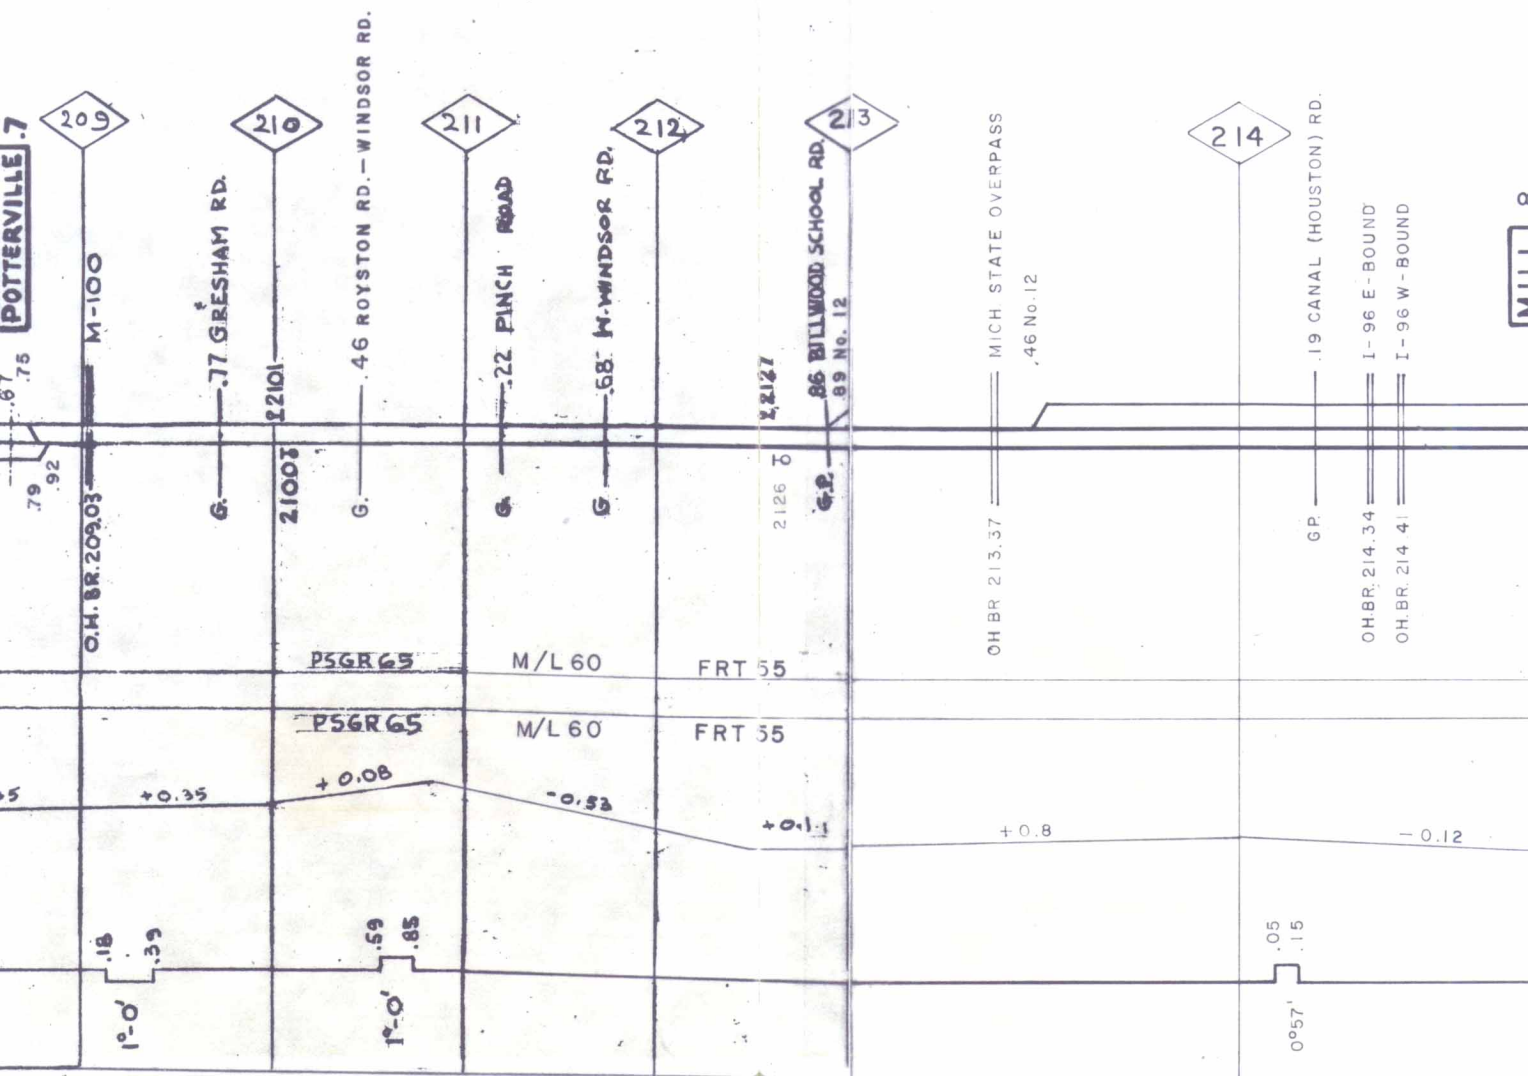 POTTERVILLE .7
209
210
211
212
213
214
.67
.75
M-100
.77 GRESHAM RD.
22101
.46 ROYSTON RD.-WINDSOR RD.
.22 PINCH ROAD
.68 W. WINDSOR RD.
2127
.86 BILLWOOD SCHOOL RD.
.89 No. 12
MICH. STATE OVERPASS
.46 No. 12
.19 CANAL (HOUSTON) RD.
I-96 E-BOUND
I-96 W-BOUND
.79
.92
O.H. BR. 209.03
G.
2100
G.
G.
G.
2126
G.P.
OH BR 213.37
GP.
OH.BR. 214.34
OH.BR. 214.41
PSGR 65 M/L 60 FRT 55
PSGR 65 M/L 60 FRT 55
+0.35
+0.08
-0.53
+0.11
+0.8
-0.12
.18
.39
.59
.85
.05
.15
1°-0'
1°-0'
0°57'